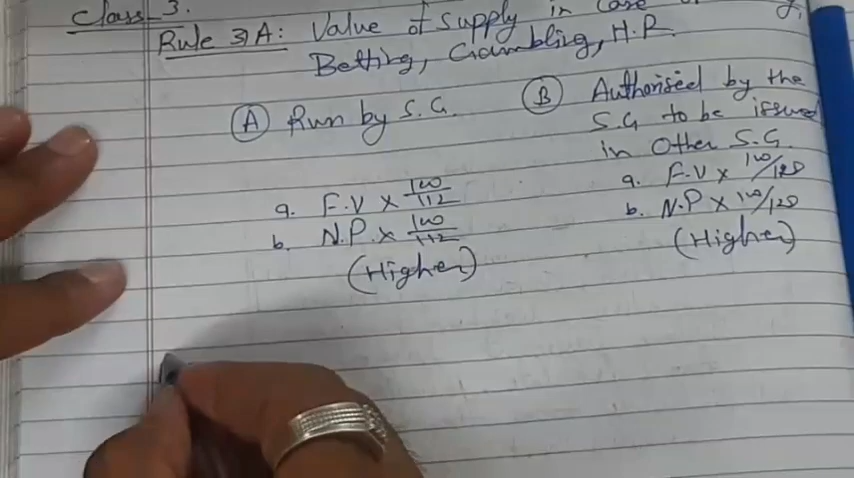 Class-3.
Rule 31A: Value of Supply in Case
Betting, Gambling, H.R.
(A) Run by S.G.
(B) Authorised by the
S.G to be issued
in Other S.G.
a. F.V × 100/112
b. N.P. × 100/112
(Higher)
a. F.V × 100/128
b. N.P × 100/128
(Higher)